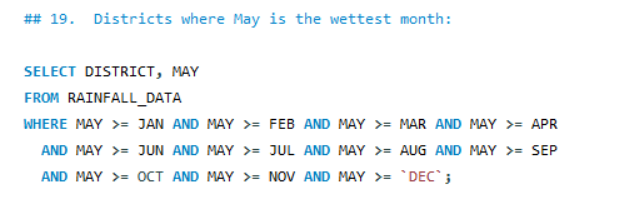 ## 19.  Districts where May is the wettest month:
SELECT DISTRICT, MAY
FROM RAINFALL_DATA
WHERE MAY >= JAN AND MAY >= FEB AND MAY >= MAR AND MAY >= APR
  AND MAY >= JUN AND MAY >= JUL AND MAY >= AUG AND MAY >= SEP
  AND MAY >= OCT AND MAY >= NOV AND MAY >= `DEC`;